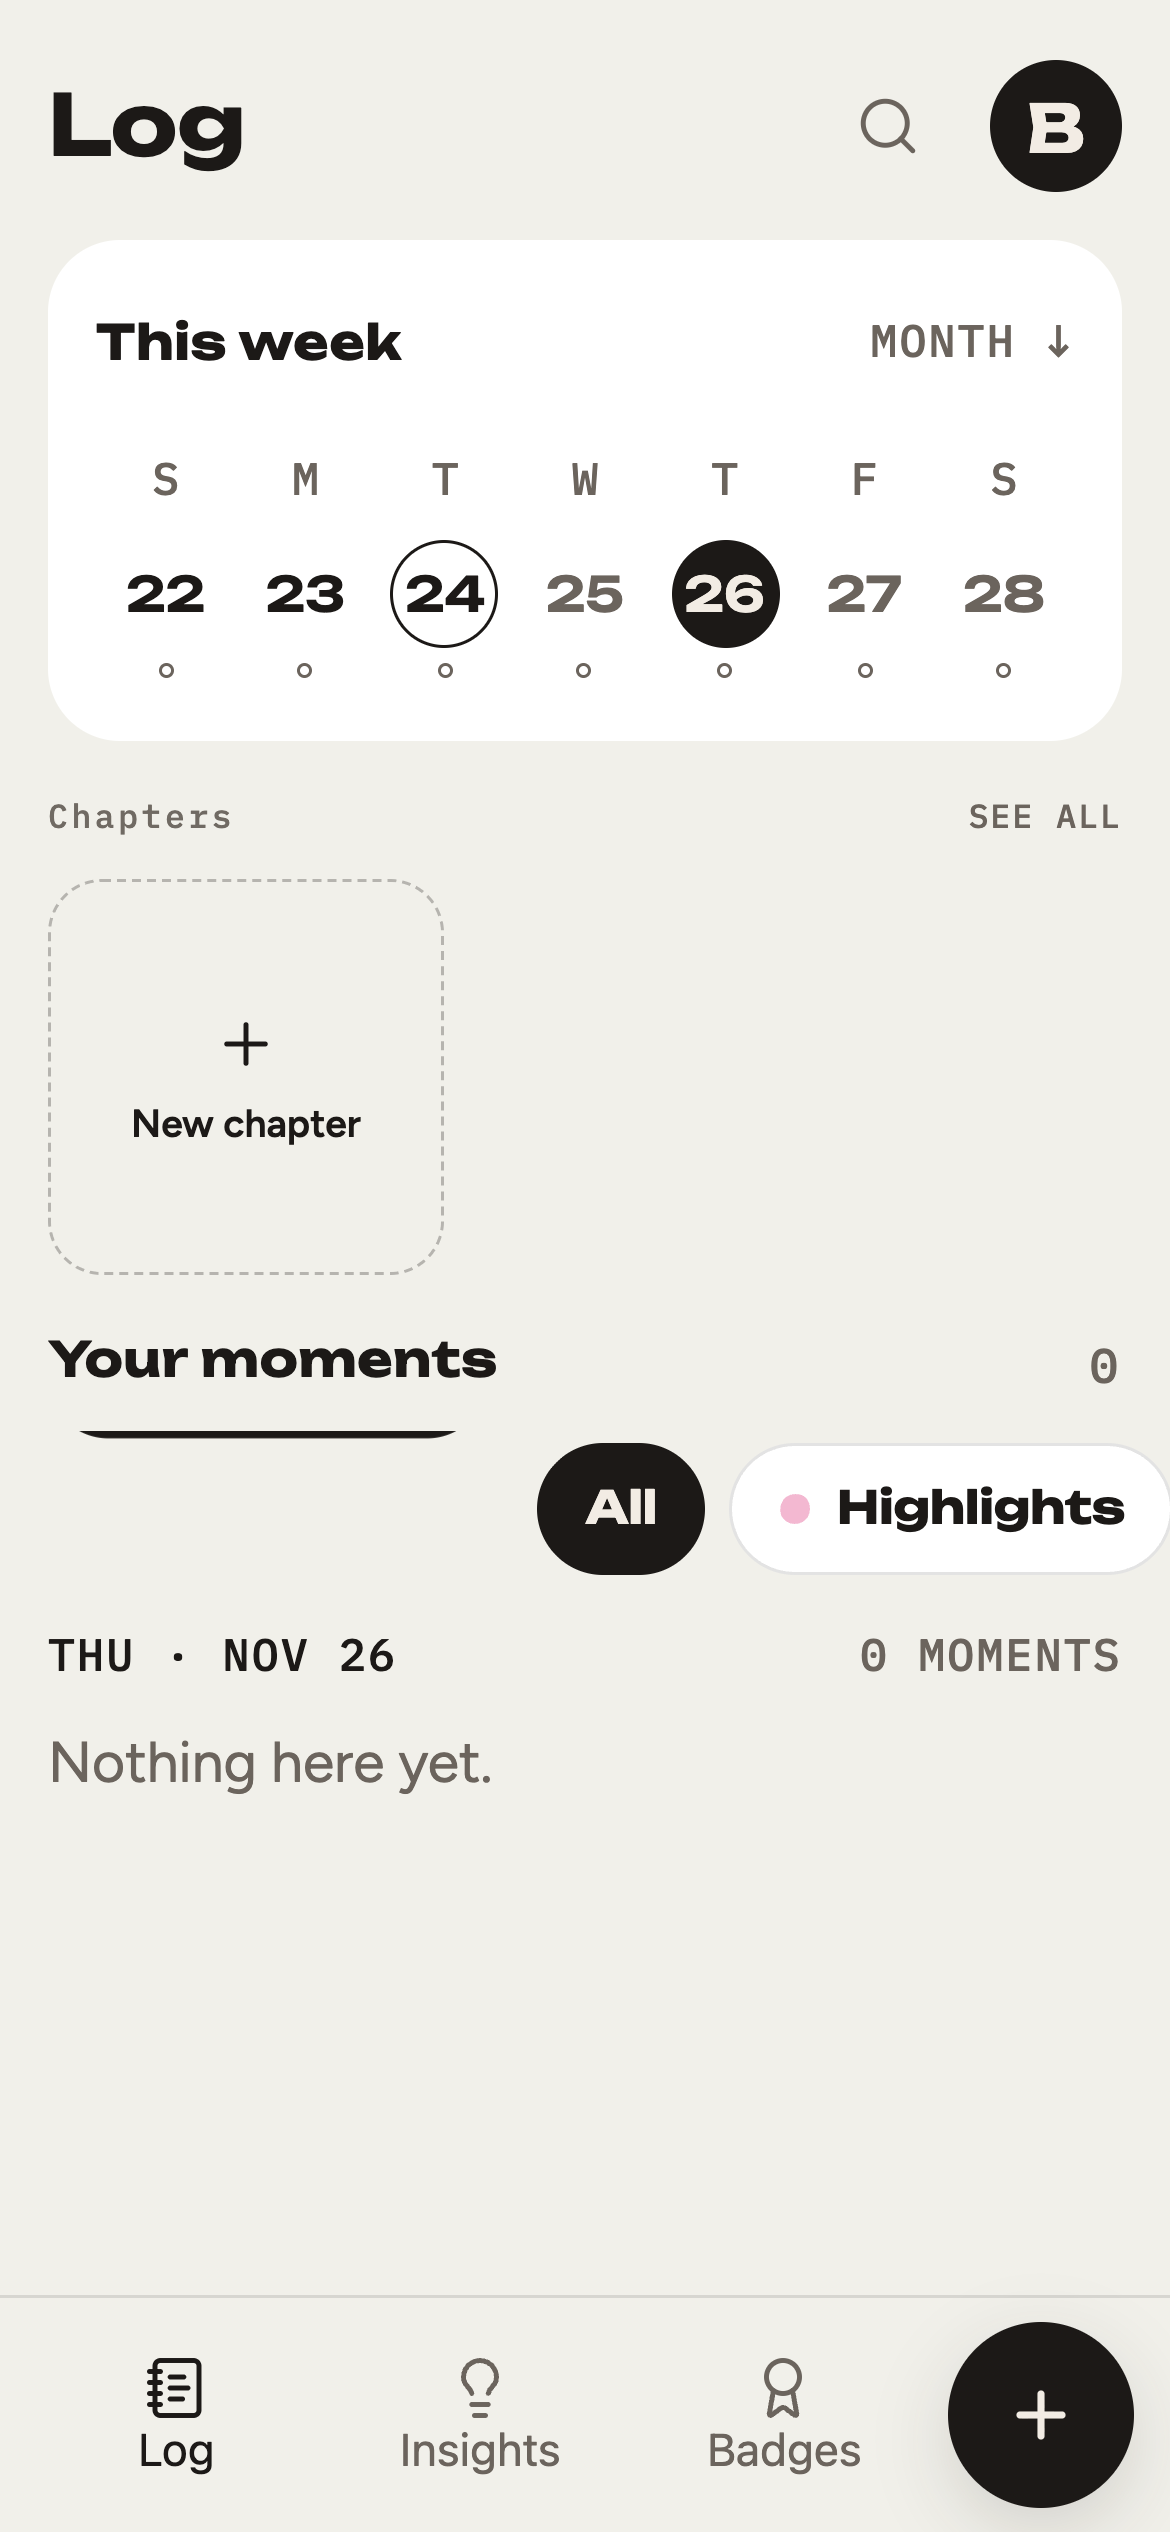 Log
B
This week
MONTH ↓
S M T W T F S
22 23 24 25 26 27 28
Chapters
SEE ALL
New chapter
Your moments
0
All
Highlights
THU · NOV 26
0 MOMENTS
Nothing here yet.
Log
Insights
Badges